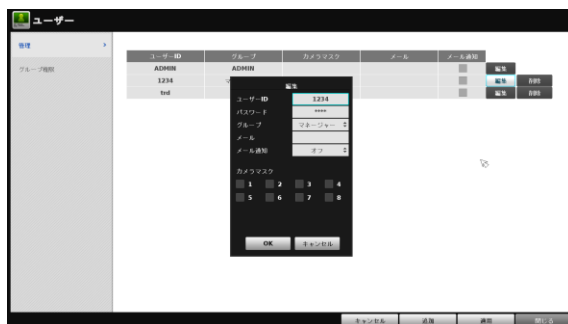 ユーザー
管理
グループ権限
ユーザーID グループ カメラマスク メール メール通知
ADMIN ADMIN 編集
1234 編集 削除
tnd 編集 削除
編集
ユーザーID 1234
パスワード ****
グループ マネージャー
メール
メール通知 オフ
カメラマスク
1 2 3 4
5 6 7 8
OK キャンセル
キャンセル 追加 適用 閉じる